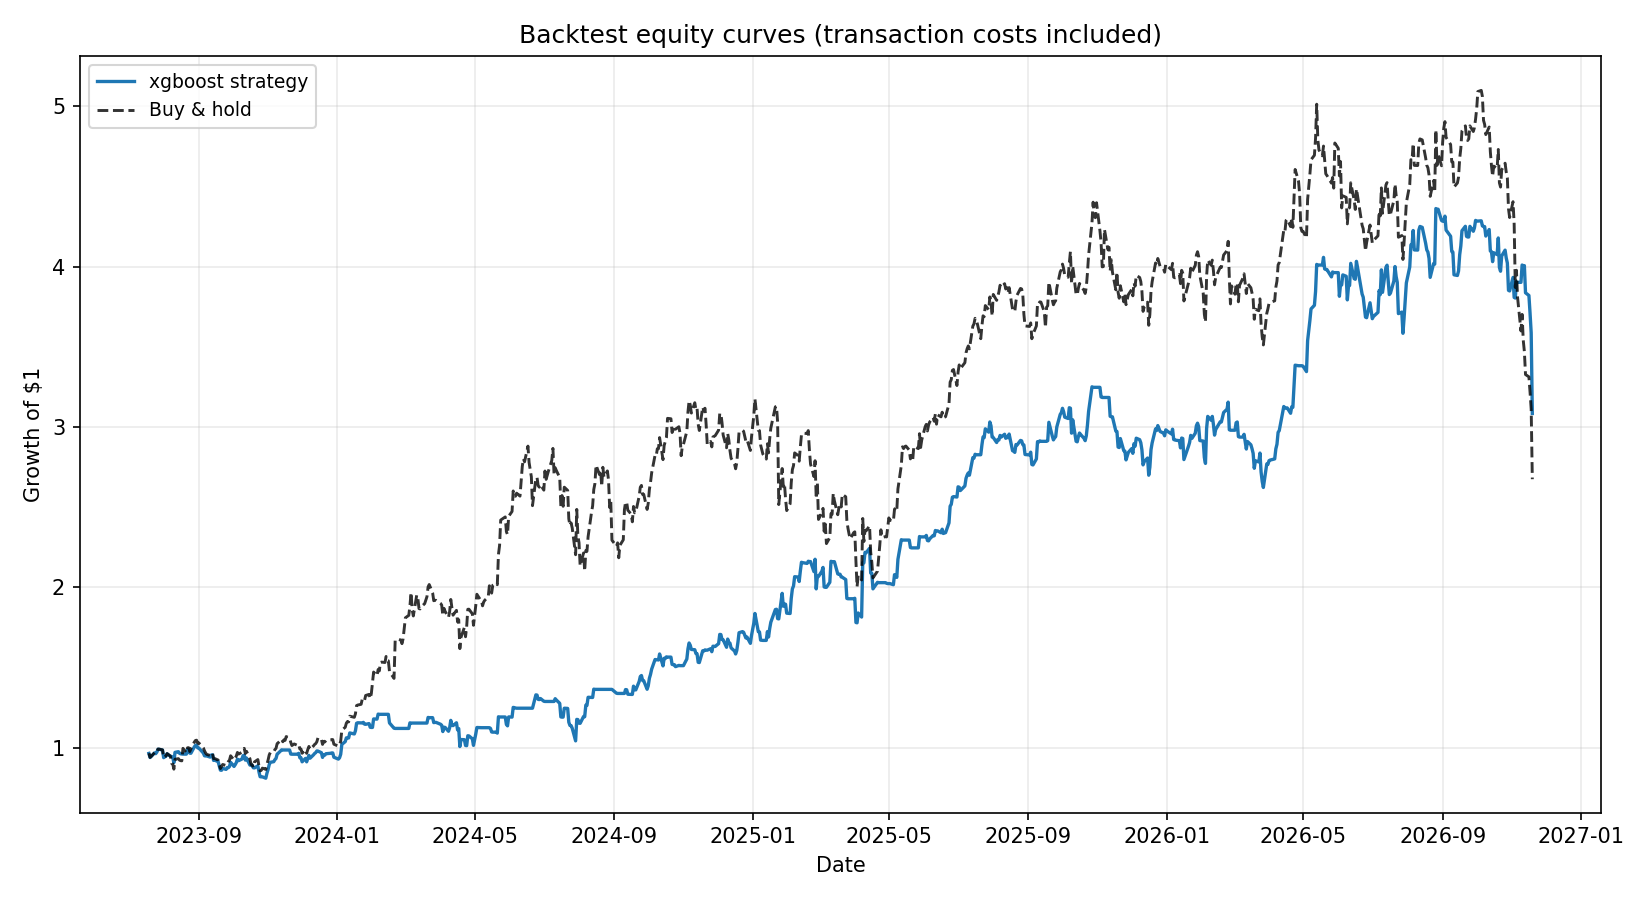 Backtest equity curves (transaction costs included)
xgboost strategy
Buy & hold
Growth of $1
5
4
3
2
1
2023-09 2024-01 2024-05 2024-09 2025-01 2025-05 2025-09 2026-01 2026-05 2026-09 2027-01
Date